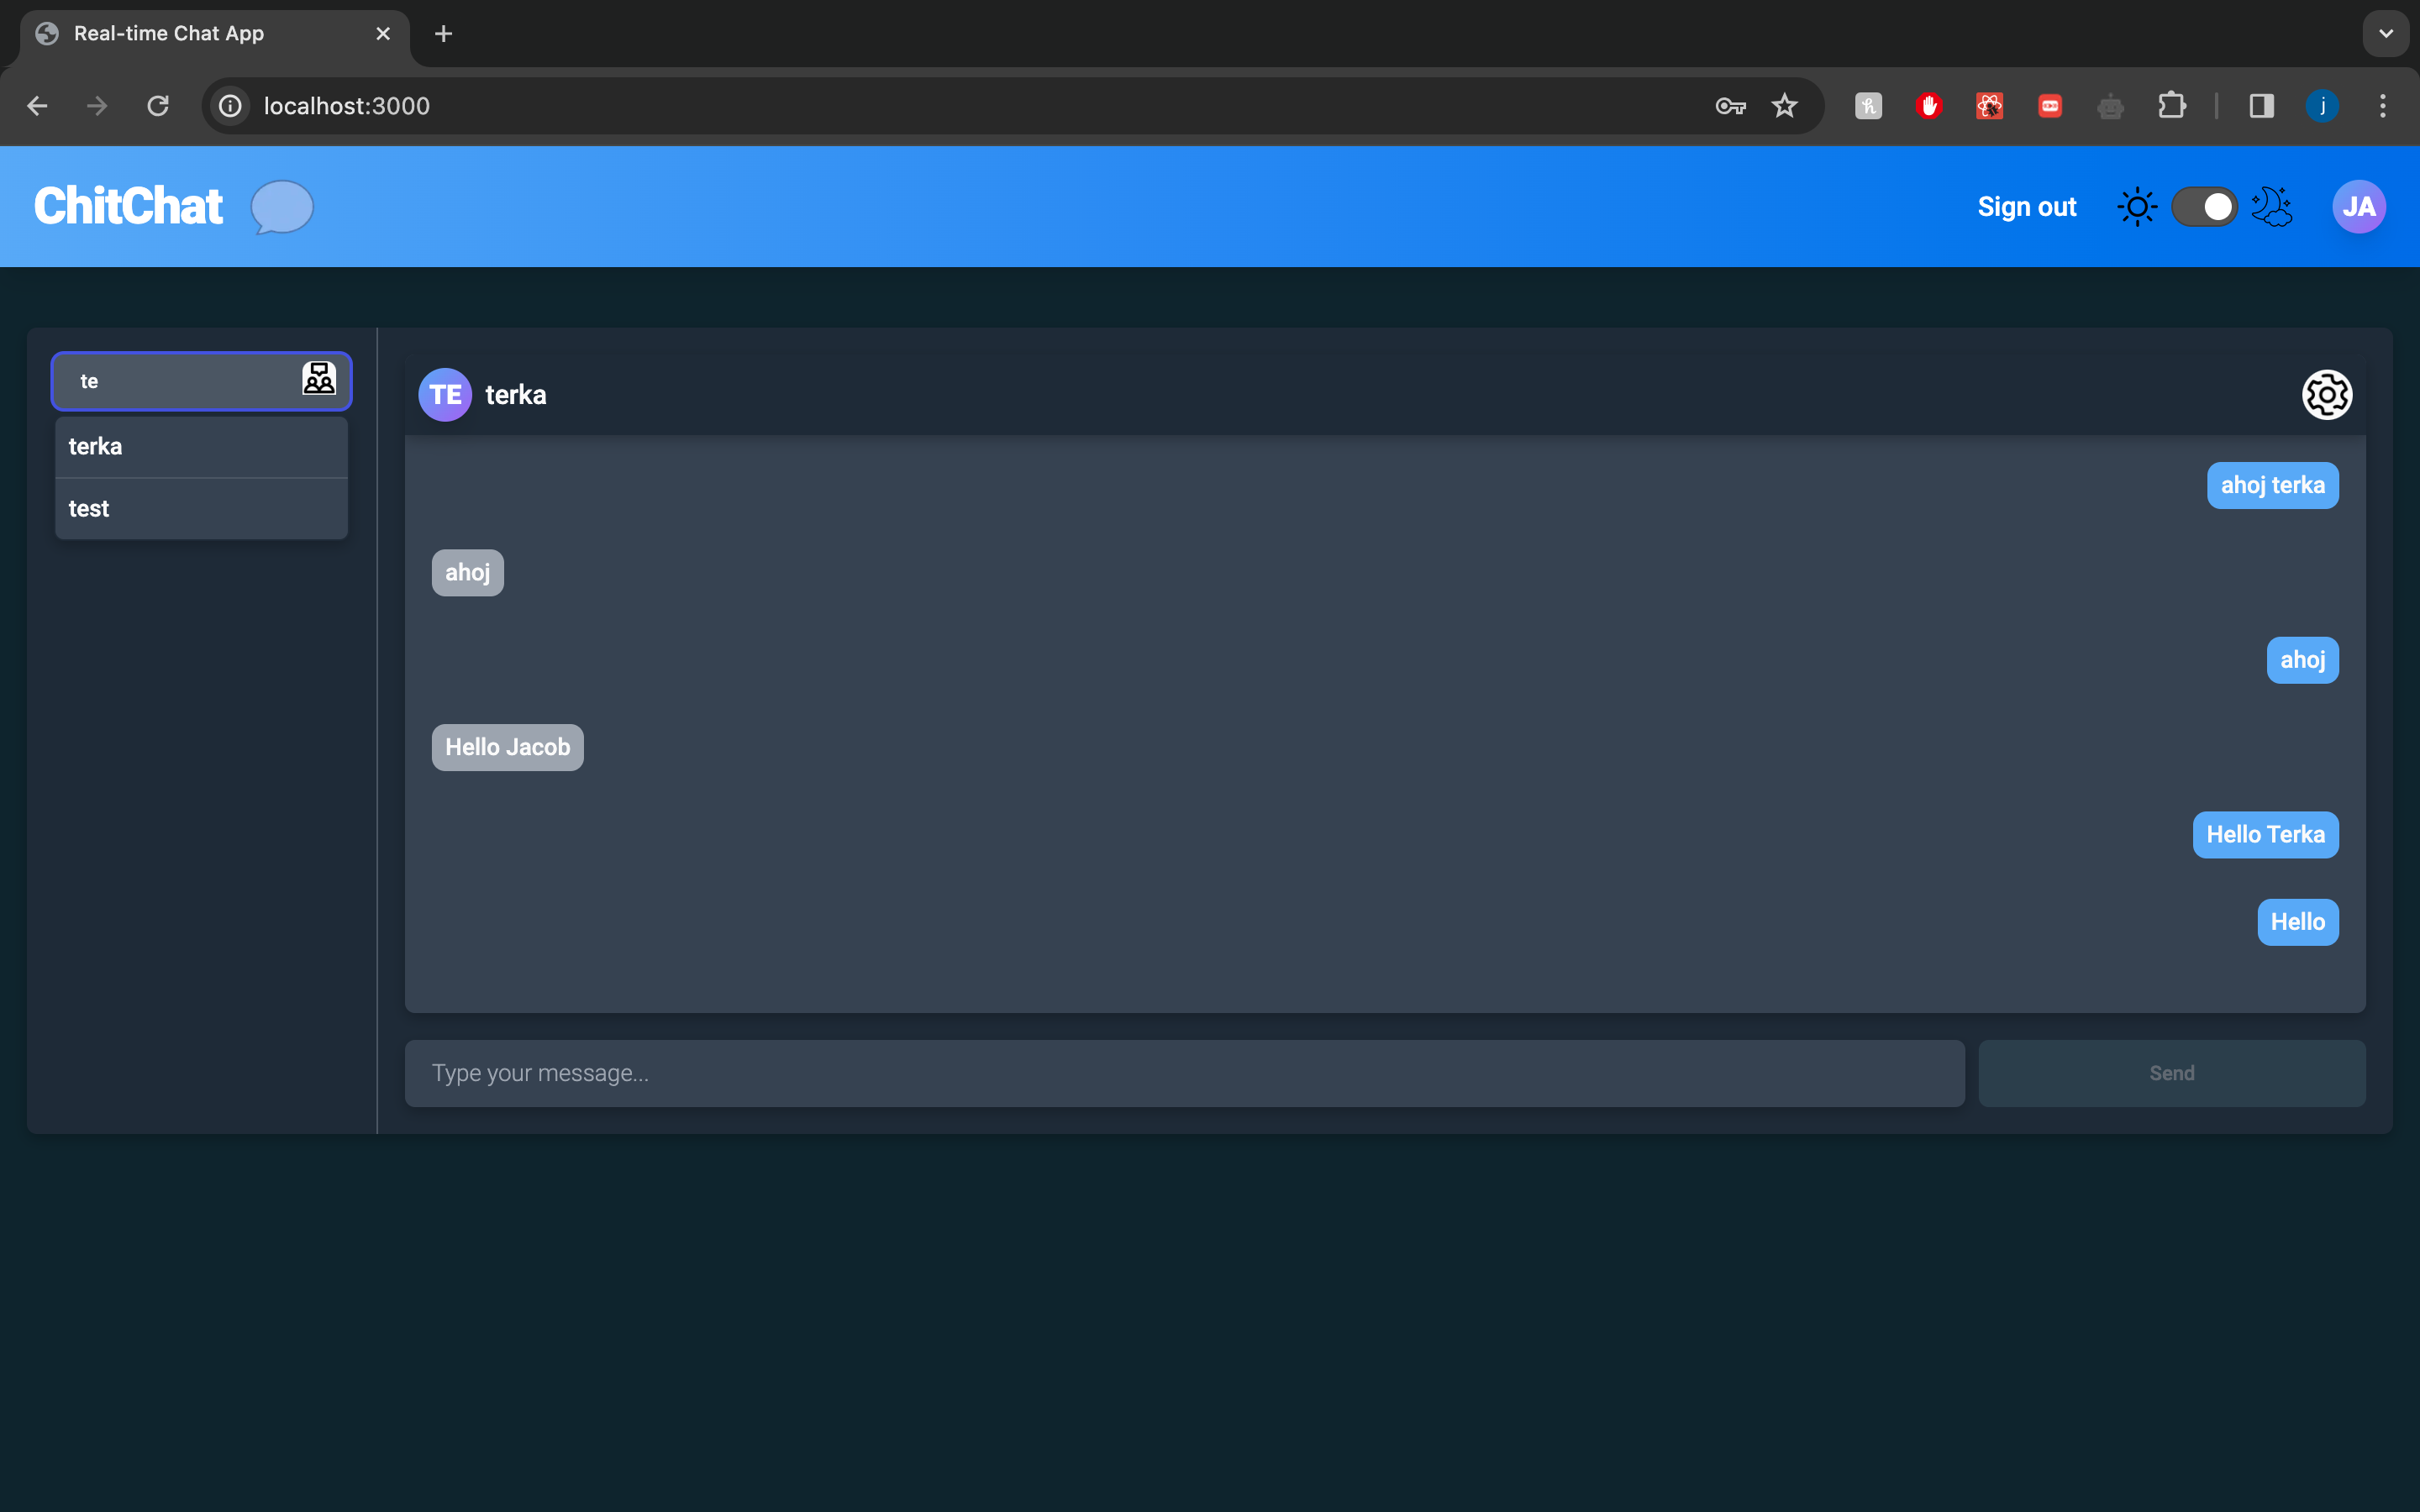 Real-time Chat App
localhost:3000
j
ChitChat
Sign out
JA
te
terka
test
TE terka
ahoj terka
ahoj
ahoj
Hello Jacob
Hello Terka
Hello
Type your message...
Send